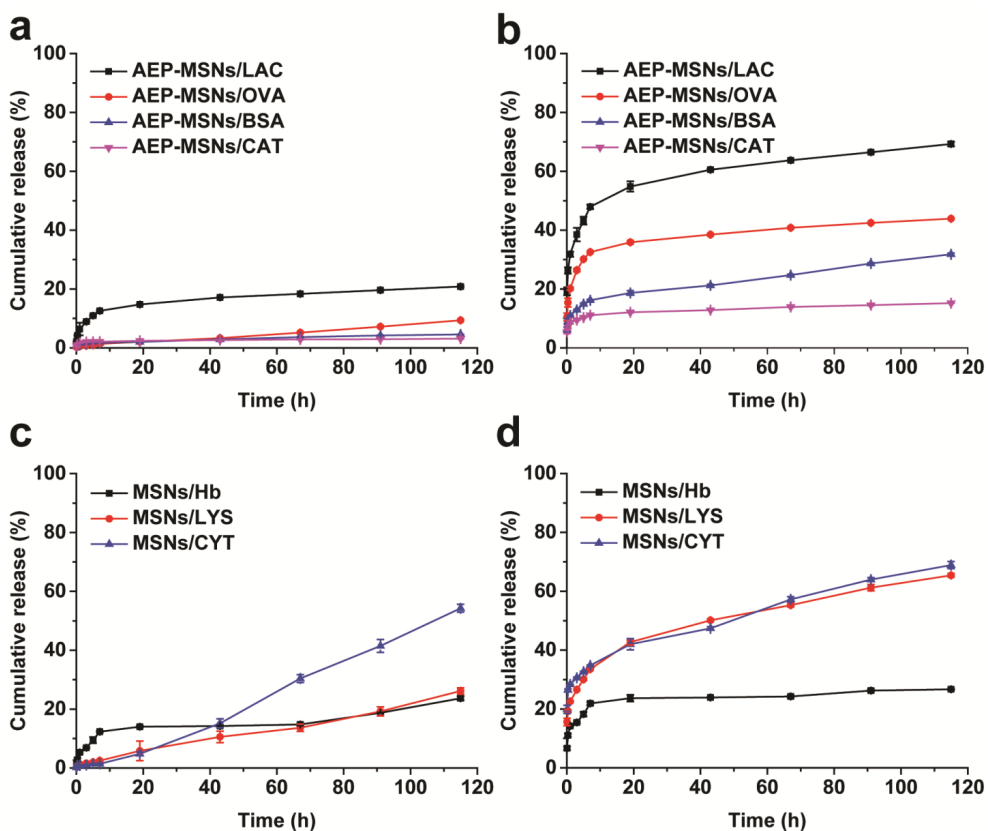 a
Cumulative release (%)
100
80
60
40
20
0
AEP-MSNs/LAC
AEP-MSNs/OVA
AEP-MSNs/BSA
AEP-MSNs/CAT
0 20 40 60 80 100 120
Time (h)
b
Cumulative release (%)
100
80
60
40
20
0
AEP-MSNs/LAC
AEP-MSNs/OVA
AEP-MSNs/BSA
AEP-MSNs/CAT
0 20 40 60 80 100 120
Time (h)
c
Cumulative release (%)
100
80
60
40
20
0
MSNs/Hb
MSNs/LYS
MSNs/CYT
0 20 40 60 80 100 120
Time (h)
d
Cumulative release (%)
100
80
60
40
20
0
MSNs/Hb
MSNs/LYS
MSNs/CYT
0 20 40 60 80 100 120
Time (h)